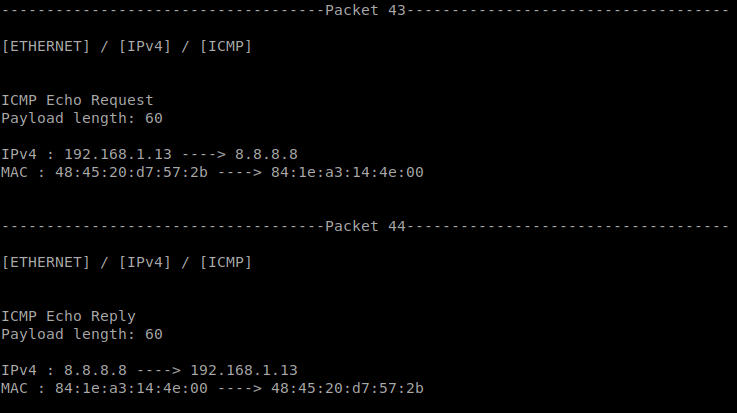 ------------------------------------Packet 43------------------------------------
[ETHERNET] / [IPv4] / [ICMP]
ICMP Echo Request
Payload length: 60
IPv4 : 192.168.1.13 ----> 8.8.8.8
MAC : 48:45:20:d7:57:2b ----> 84:1e:a3:14:4e:00
------------------------------------Packet 44------------------------------------
[ETHERNET] / [IPv4] / [ICMP]
ICMP Echo Reply
Payload length: 60
IPv4 : 8.8.8.8 ----> 192.168.1.13
MAC : 84:1e:a3:14:4e:00 ----> 48:45:20:d7:57:2b